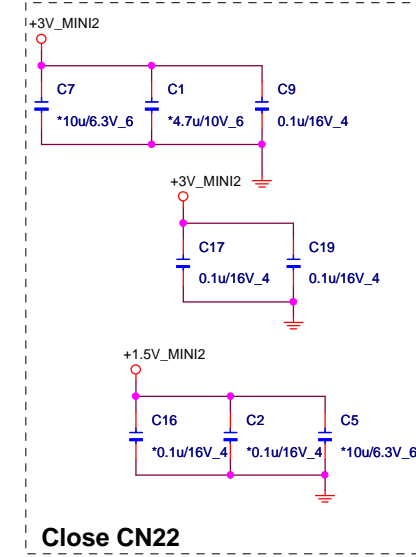 +3V_MINI2
C7 C1 C9
*10u/6.3V_6 *4.7u/10V_6 0.1u/16V_4
+3V_MINI2
C17 C19
0.1u/16V_4 0.1u/16V_4
+1.5V_MINI2
C16 C2 C5
*0.1u/16V_4 *0.1u/16V_4 *10u/6.3V_6
Close CN22